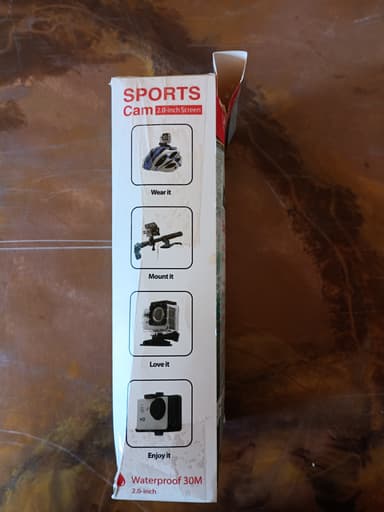 SPORTS
Cam 2.0-inch Screen
Wear it
Mount it
Love it
Enjoy it
Waterproof 30M
2.0-inch